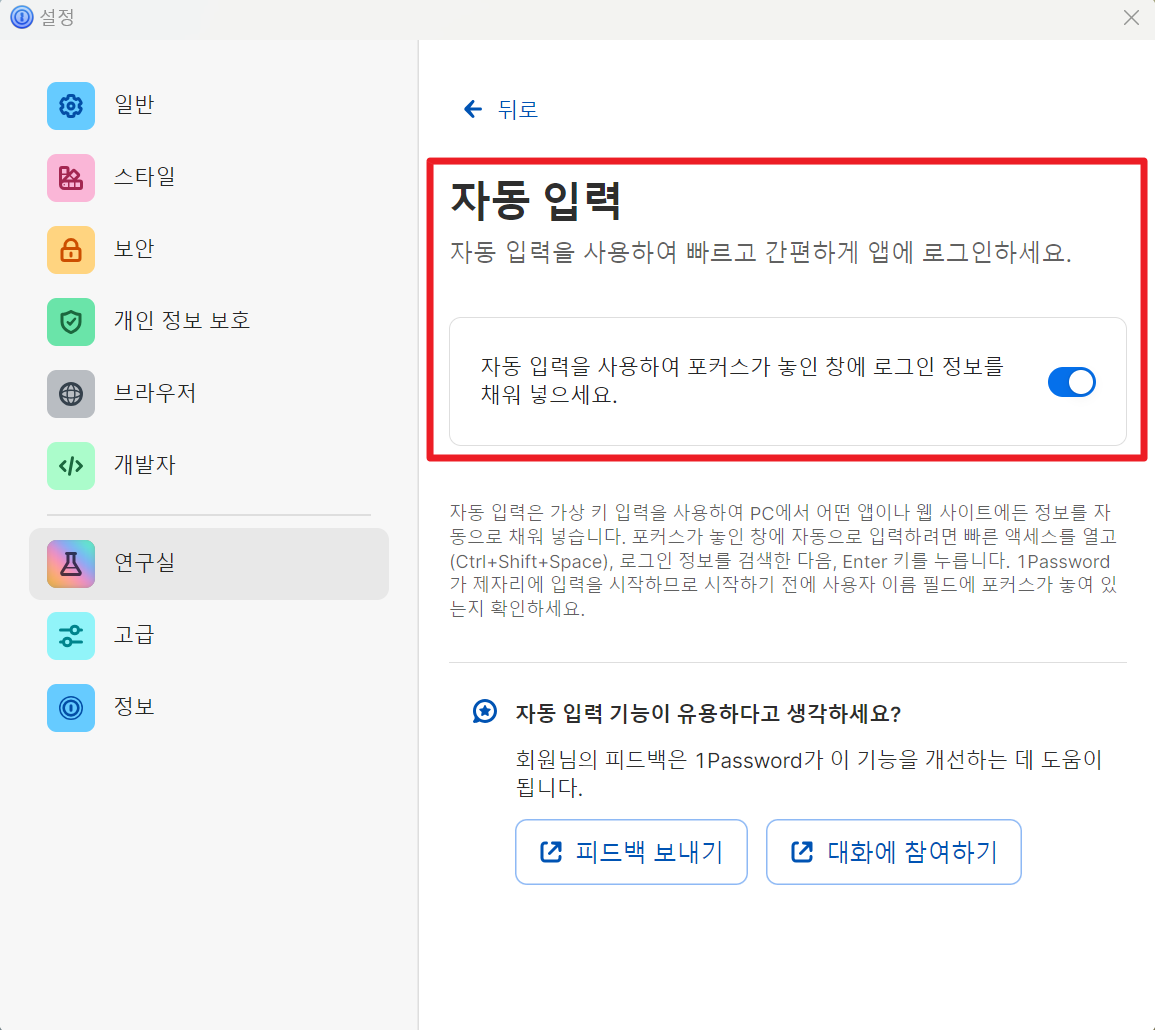 설정
일반
스타일
보안
개인 정보 보호
브라우저
개발자
연구실
고급
정보
뒤로
자동 입력
자동 입력을 사용하여 빠르고 간편하게 앱에 로그인하세요.
자동 입력을 사용하여 포커스가 놓인 창에 로그인 정보를
채워 넣으세요.
자동 입력은 가상 키 입력을 사용하여 PC에서 어떤 앱이나 웹 사이트에든 정보를 자
동으로 채워 넣습니다. 포커스가 놓인 창에 자동으로 입력하려면 빠른 액세스를 열고
(Ctrl+Shift+Space), 로그인 정보를 검색한 다음, Enter 키를 누릅니다. 1Password
가 제자리에 입력을 시작하므로 시작하기 전에 사용자 이름 필드에 포커스가 놓여 있
는지 확인하세요.
자동 입력 기능이 유용하다고 생각하세요?
회원님의 피드백은 1Password가 이 기능을 개선하는 데 도움이
됩니다.
피드백 보내기
대화에 참여하기